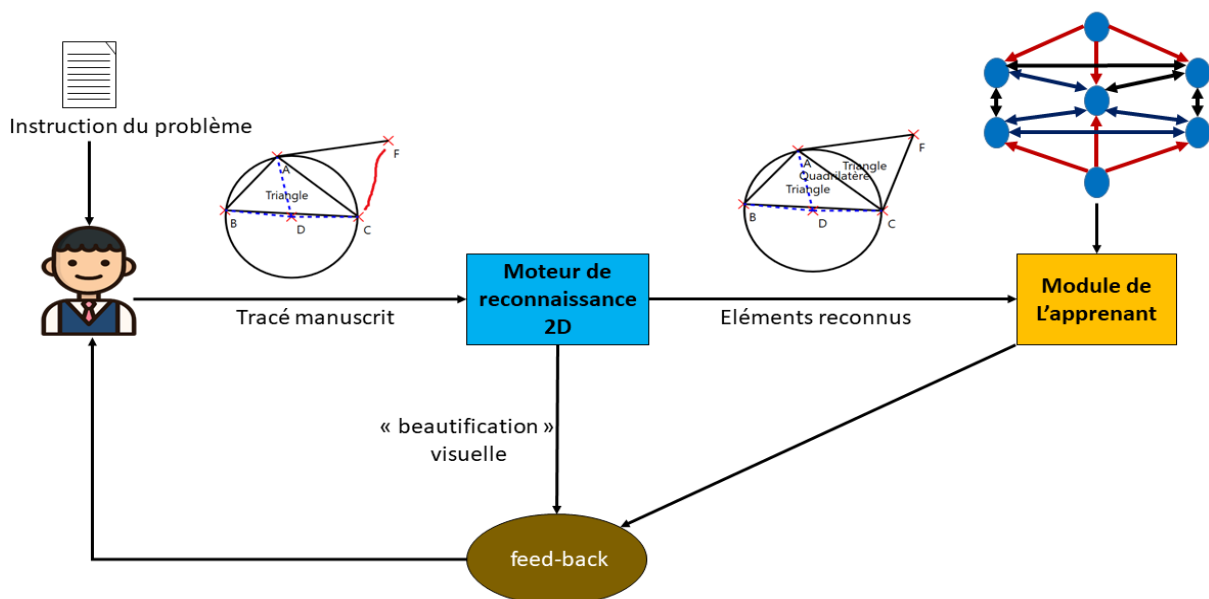 Instruction du problème
A
F
Triangle
B
D
C
A
F
Triangle
Quadrilatère
Triangle
B
D
C
Moteur de
reconnaissance
2D
Module de
L’apprenant
Tracé manuscrit
Eléments reconnus
« beautification »
visuelle
feed-back